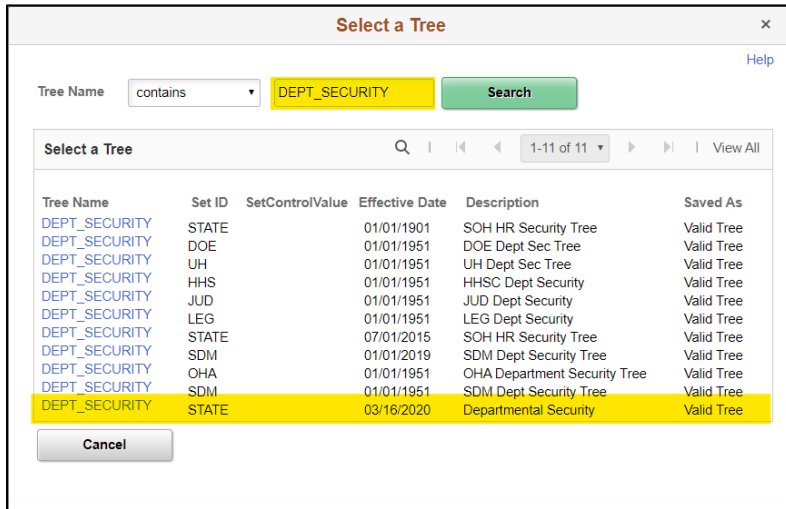 Select a Tree ×
Help
Tree Name contains DEPT_SECURITY Search
Select a Tree 1-11 of 11 View All
Tree Name Set ID SetControlValue Effective Date Description Saved As
DEPT_SECURITY STATE 01/01/1901 SOH HR Security Tree Valid Tree
DEPT_SECURITY DOE 01/01/1951 DOE Dept Sec Tree Valid Tree
DEPT_SECURITY UH 01/01/1951 UH Dept Sec Tree Valid Tree
DEPT_SECURITY HHS 01/01/1951 HHSC Dept Security Valid Tree
DEPT_SECURITY JUD 01/01/1951 JUD Dept Security Valid Tree
DEPT_SECURITY LEG 01/01/1951 LEG Dept Security Valid Tree
DEPT_SECURITY STATE 07/01/2015 SOH HR Security Tree Valid Tree
DEPT_SECURITY SDM 01/01/2019 SDM Dept Security Tree Valid Tree
DEPT_SECURITY OHA 01/01/1951 OHA Department Security Tree Valid Tree
DEPT_SECURITY SDM 01/01/1951 SDM Dept Security Tree Valid Tree
DEPT_SECURITY STATE 03/16/2020 Departmental Security Valid Tree
Cancel